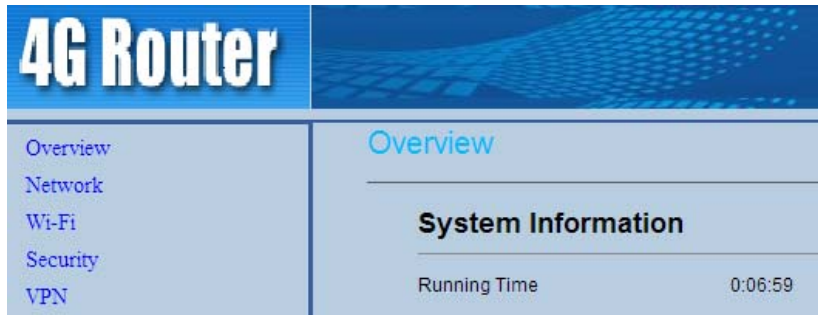 4G Router
Overview
Network
Wi-Fi
Security
VPN
Overview
System Information
Running Time 0:06:59